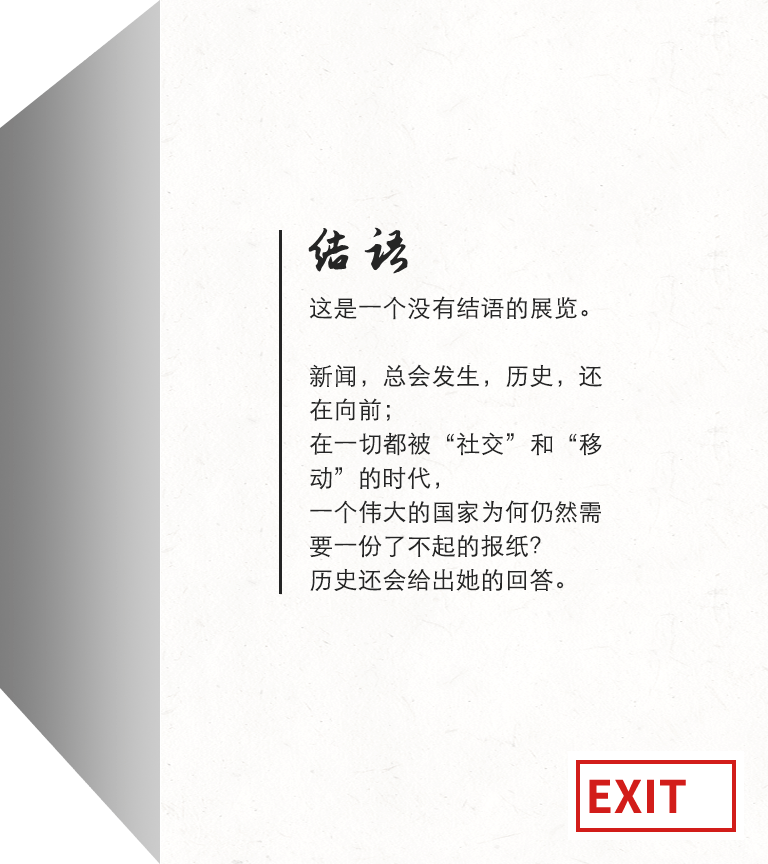 结语
这是一个没有结语的展览。
新闻，总会发生，历史，还
在向前；
在一切都被“社交”和“移
动”的时代，
一个伟大的国家为何仍然需
要一份了不起的报纸？
历史还会给出她的回答。
EXIT